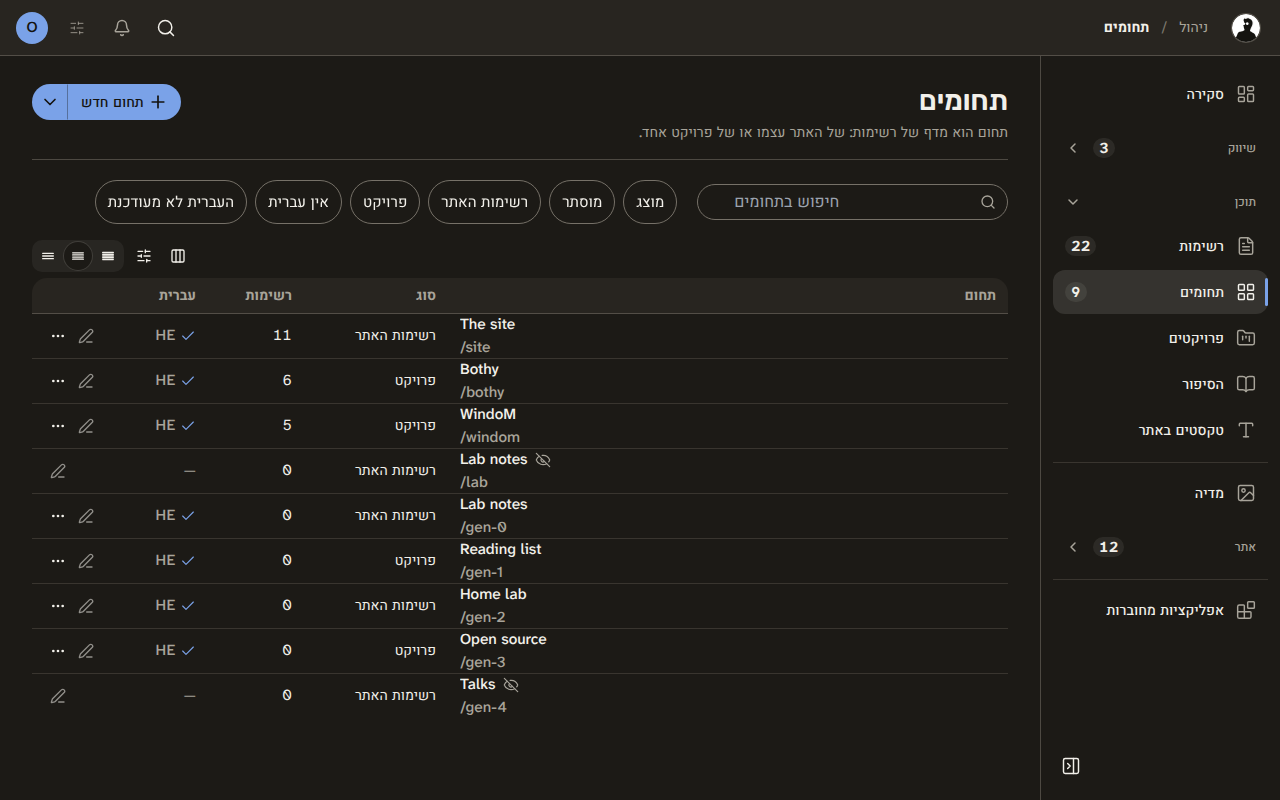 ניהול / תחומים
O
סקירה
שיווק 3
תוכן
רשימות 22
תחומים 9
פרויקטים
הסיפור
טקסטים באתר
מדיה
אתר 12
אפליקציות מחוברות
תחומים
תחום הוא מדף של רשימות: של האתר עצמו או של פרויקט אחד.
תחום חדש
חיפוש בתחומים
מוצג מוסתר רשימות האתר פרויקט אין עברית העברית לא מעודכנת
תחום סוג רשימות עברית
The site רשימות האתר 11 HE
/site
Bothy פרויקט 6 HE
/bothy
WindoM פרויקט 5 HE
/windom
Lab notes רשימות האתר 0 —
/lab
Lab notes רשימות האתר 0 HE
/gen-0
Reading list פרויקט 0 HE
/gen-1
Home lab רשימות האתר 0 HE
/gen-2
Open source פרויקט 0 HE
/gen-3
Talks רשימות האתר 0 —
/gen-4